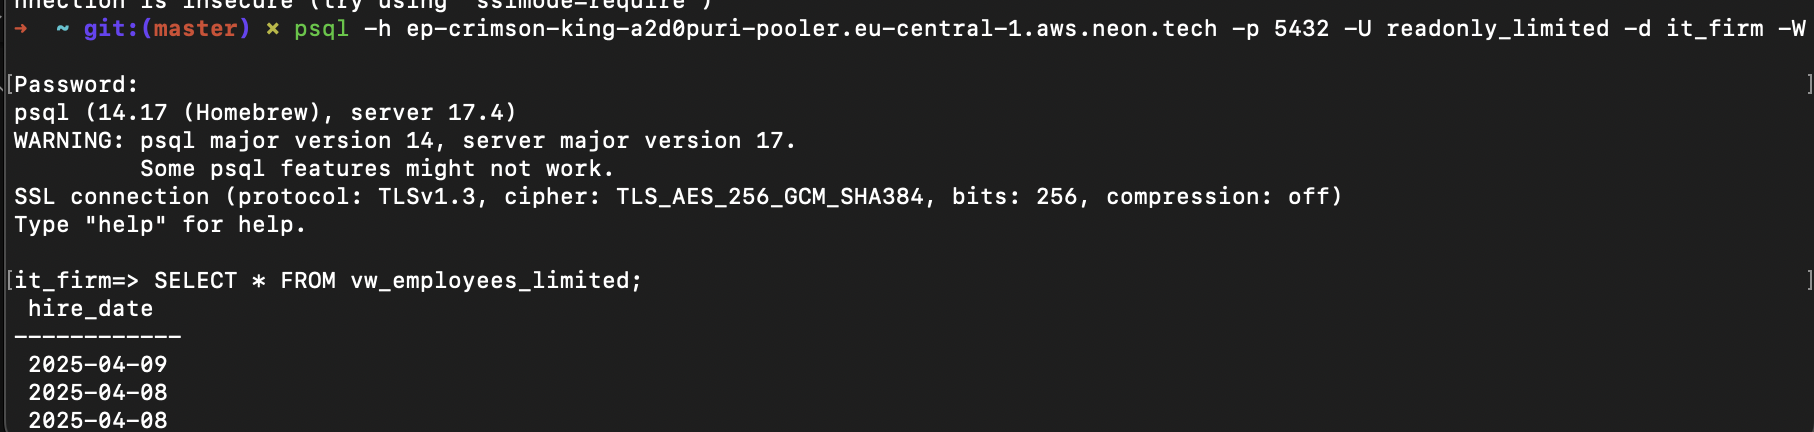 nnection is insecure (try using `sslmode=require`)
→ ~ git:(master) × psql -h ep-crimson-king-a2d0puri-pooler.eu-central-1.aws.neon.tech -p 5432 -U readonly_limited -d it_firm -W
[Password: ]
psql (14.17 (Homebrew), server 17.4)
WARNING: psql major version 14, server major version 17.
Some psql features might not work.
SSL connection (protocol: TLSv1.3, cipher: TLS_AES_256_GCM_SHA384, bits: 256, compression: off)
Type "help" for help.
[it_firm=> SELECT * FROM vw_employees_limited; ]
hire_date
------------
2025-04-09
2025-04-08
2025-04-08